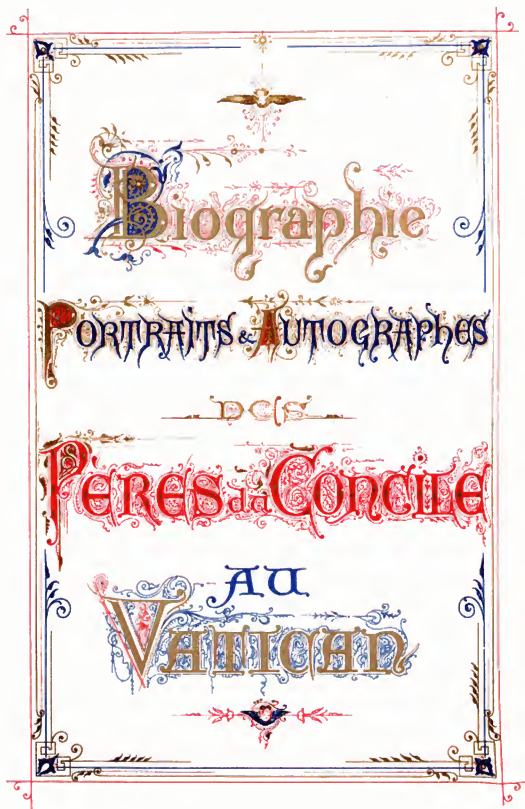 Biographie
PORTRAITS & AUTOGRAPHES
DES
PÈRES du CONCILE
AU
VATICAN